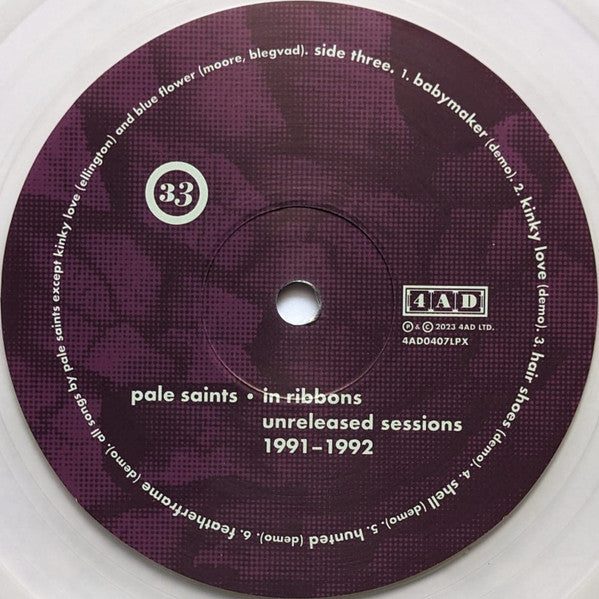 side three. 1. babymaker (demo). 2. kinky love (demo). 3. hair shoes (demo). 4. shell (demo). 5. hunted (demo). 6. featherframe (demo). all songs by pale saints except kinky love (ellington) and blue flower (moore, blegvad).
33
4AD
℗ & © 2023 4AD LTD.
4AD0407LPX
pale saints • in ribbons
unreleased sessions
1991–1992